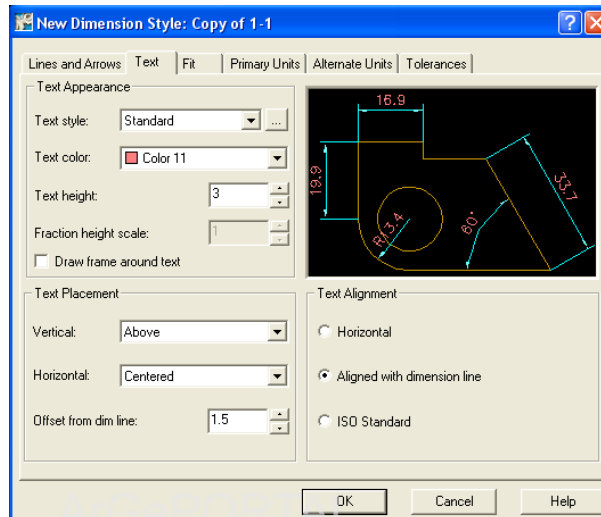 New Dimension Style: Copy of 1-1
Lines and Arrows Text Fit Primary Units Alternate Units Tolerances
Text Appearance
Text style: Standard ...
Text color: Color 11
Text height: 3
Fraction height scale: 1
Draw frame around text
16.9
19.9
R13.4
60°
33.7
Text Placement
Vertical: Above
Horizontal: Centered
Offset from dim line: 1.5
Text Alignment
Horizontal
Aligned with dimension line
ISO Standard
OK Cancel Help